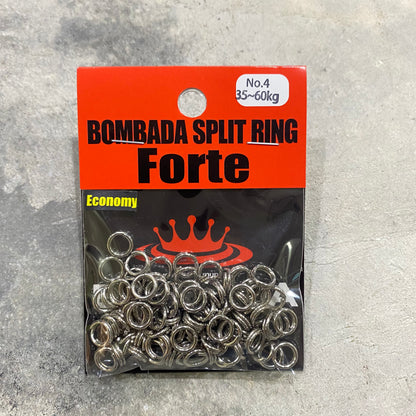 No.4
35~60kg
BOMBADA SPLIT RING
Forte
Economy